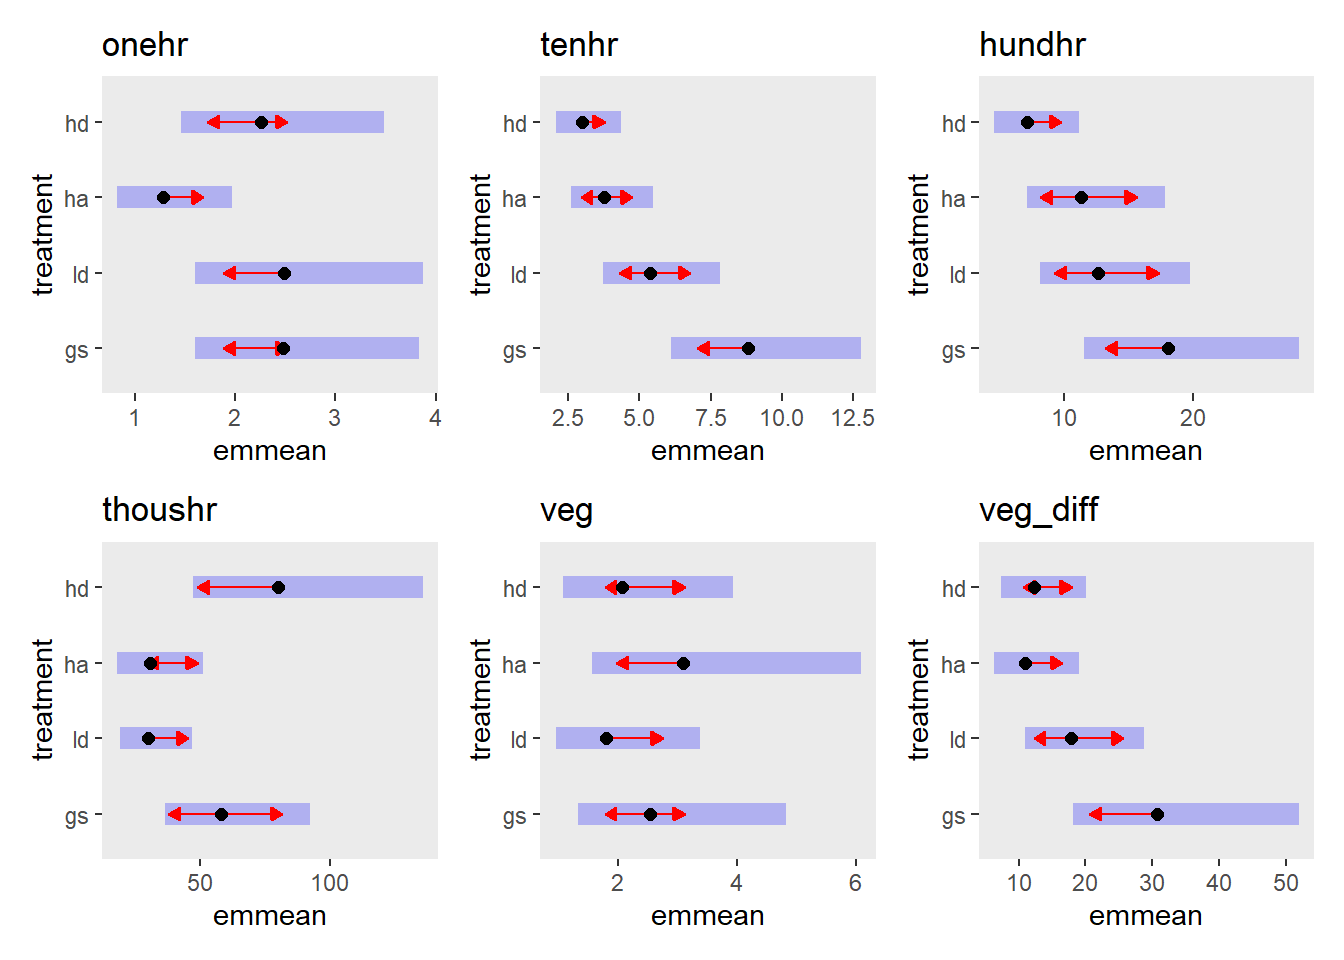 onehr
treatment
hd
ha
ld
gs
1 2 3 4
emmean
tenhr
treatment
hd
ha
ld
gs
2.5 5.0 7.5 10.0 12.5
emmean
hundhr
treatment
hd
ha
ld
gs
10 20
emmean
thoushr
treatment
hd
ha
ld
gs
50 100
emmean
veg
treatment
hd
ha
ld
gs
2 4 6
emmean
veg_diff
treatment
hd
ha
ld
gs
10 20 30 40 50
emmean